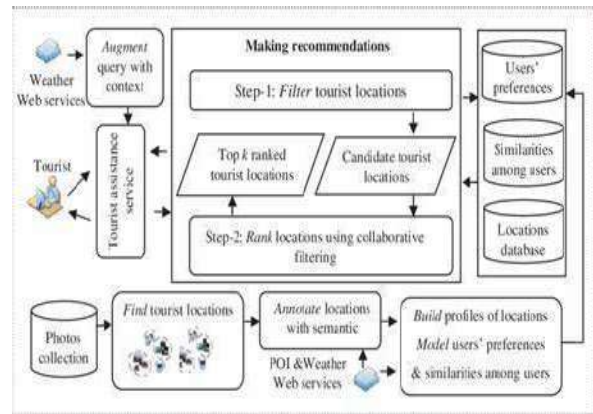 Making recommendations
Augment
query with
context
Weather
Web services
Step-1: Filter tourist locations
Users'
preferences
Tourist
Tourist assistance
service
Top k ranked
tourist locations
Candidate tourist
locations
Similarities
among users
Step-2: Rank locations using collaborative
filtering
Locations
database
Photos
collection
Find tourist locations
Annotate locations
with semantic
POI &Weather
Web services
Build profiles of locations
Model users' preferences
& similarities among users